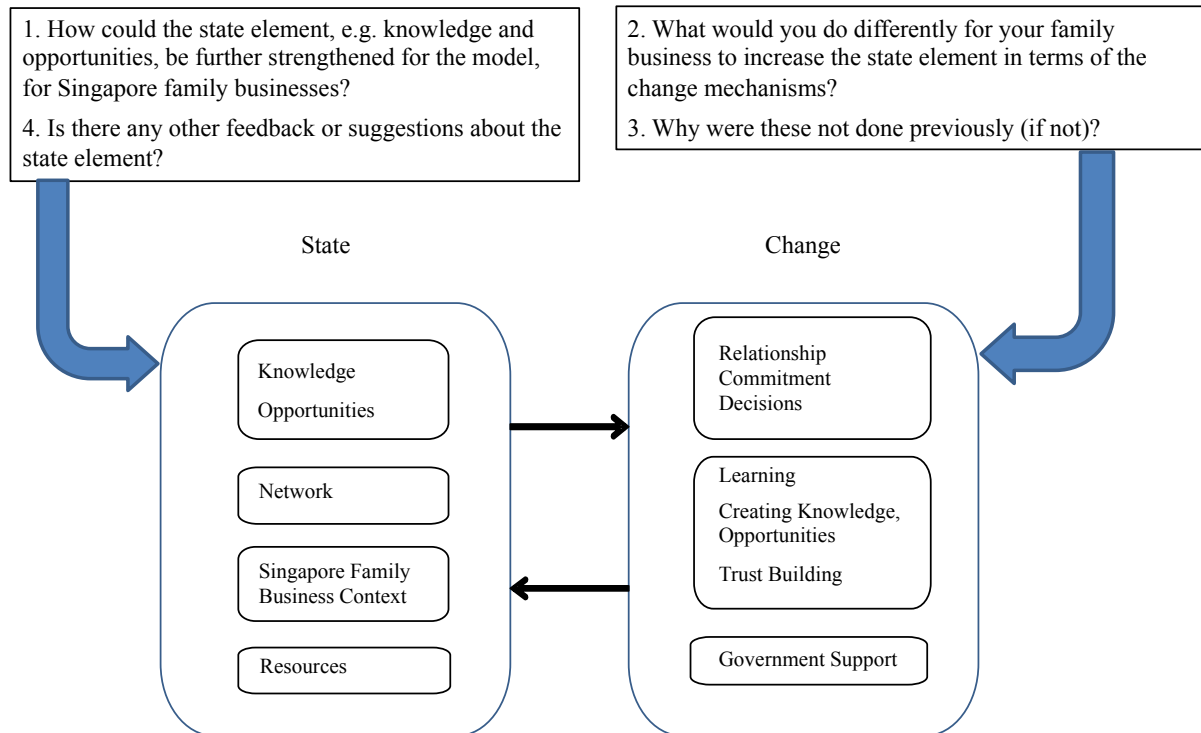 1. How could the state element, e.g. knowledge and
opportunities, be further strengthened for the model,
for Singapore family businesses?
4. Is there any other feedback or suggestions about the
state element?
2. What would you do differently for your family
business to increase the state element in terms of the
change mechanisms?
3. Why were these not done previously (if not)?
State
Change
Knowledge
Opportunities
Network
Singapore Family
Business Context
Resources
Relationship
Commitment
Decisions
Learning
Creating Knowledge,
Opportunities
Trust Building
Government Support